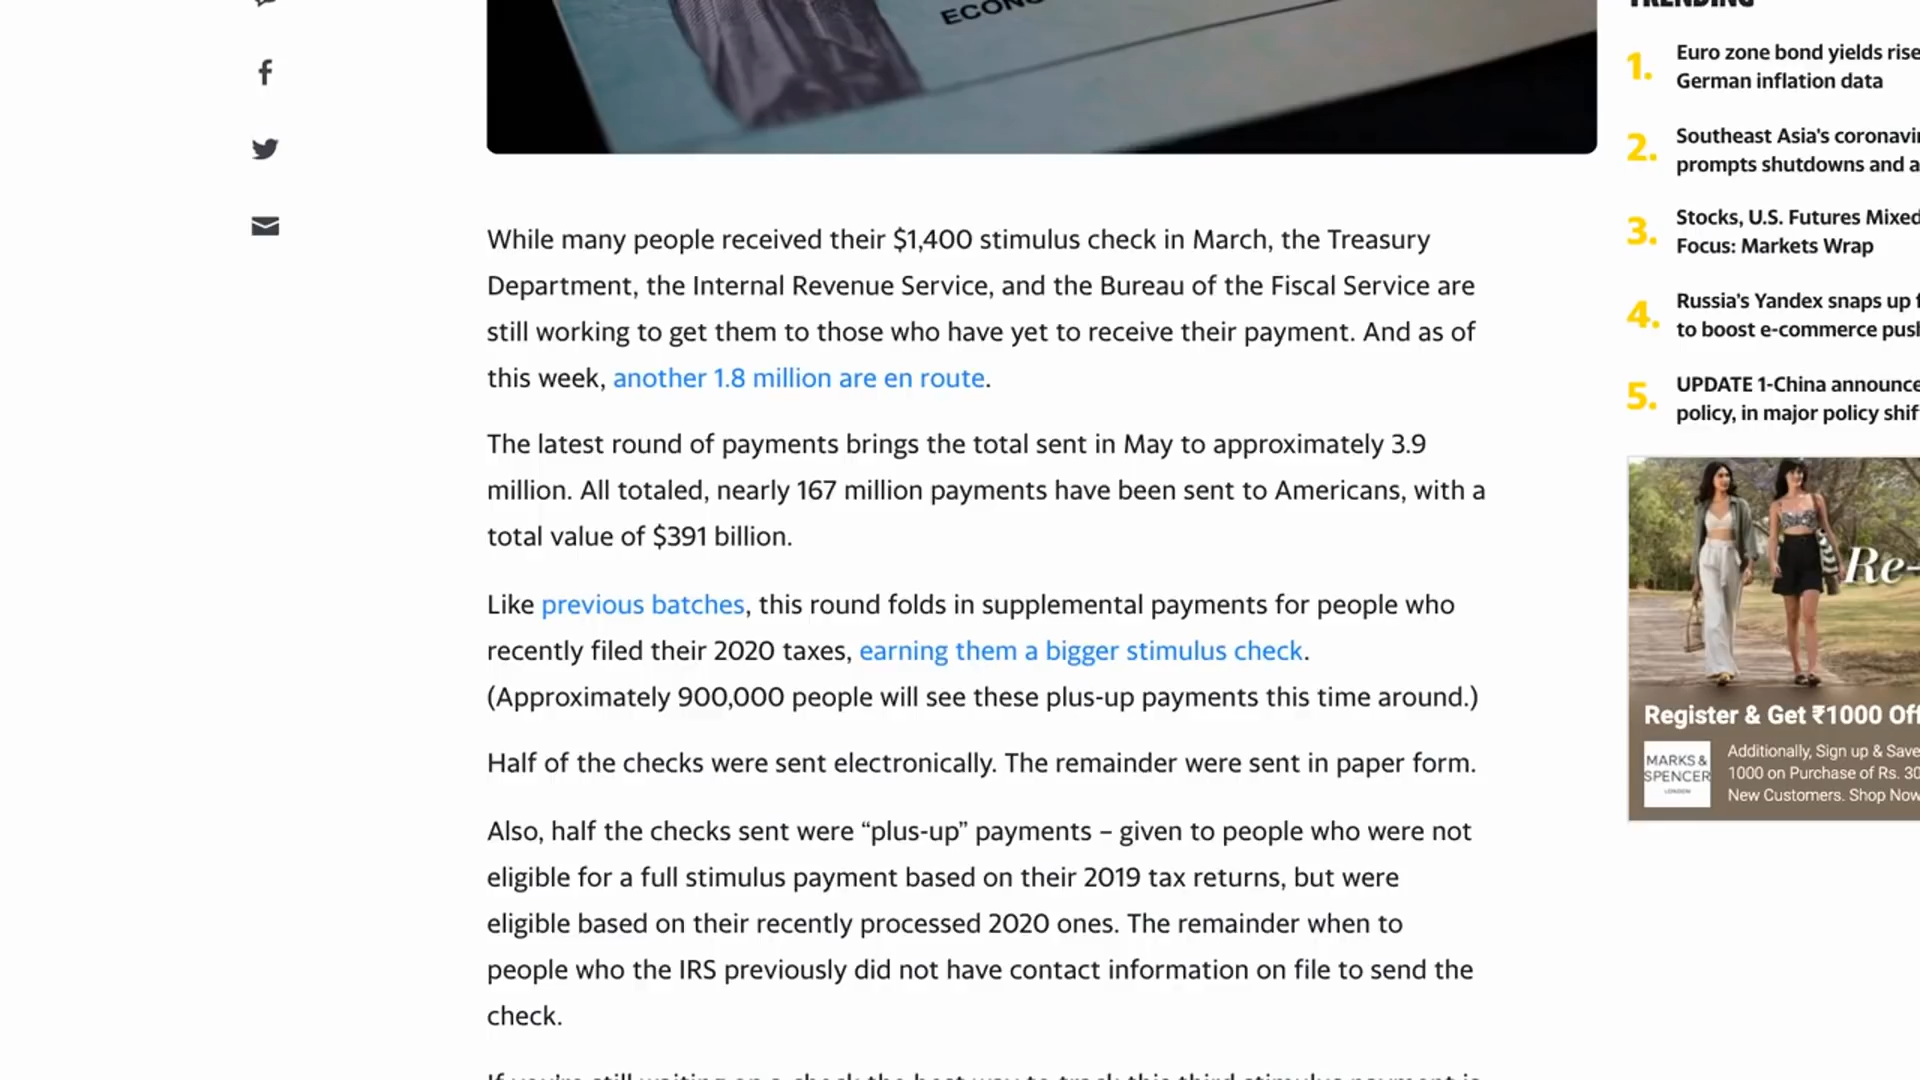 ECONO
TRENDING
1. Euro zone bond yields rise
German inflation data
2. Southeast Asia's coronavir
prompts shutdowns and a
3. Stocks, U.S. Futures Mixed
Focus: Markets Wrap
4. Russia's Yandex snaps up f
to boost e-commerce push
5. UPDATE 1-China announce
policy, in major policy shif
While many people received their $1,400 stimulus check in March, the Treasury
Department, the Internal Revenue Service, and the Bureau of the Fiscal Service are
still working to get them to those who have yet to receive their payment. And as of
this week, another 1.8 million are en route.
The latest round of payments brings the total sent in May to approximately 3.9
million. All totaled, nearly 167 million payments have been sent to Americans, with a
total value of $391 billion.
Like previous batches, this round folds in supplemental payments for people who
recently filed their 2020 taxes, earning them a bigger stimulus check.
(Approximately 900,000 people will see these plus-up payments this time around.)
Half of the checks were sent electronically. The remainder were sent in paper form.
Also, half the checks sent were “plus-up” payments – given to people who were not
eligible for a full stimulus payment based on their 2019 tax returns, but were
eligible based on their recently processed 2020 ones. The remainder when to
people who the IRS previously did not have contact information on file to send the
check.
Re-
Register & Get ₹1000 Off
MARKS &
SPENCER
LONDON
Additionally, Sign up & Save
1000 on Purchase of Rs. 30
New Customers. Shop Now